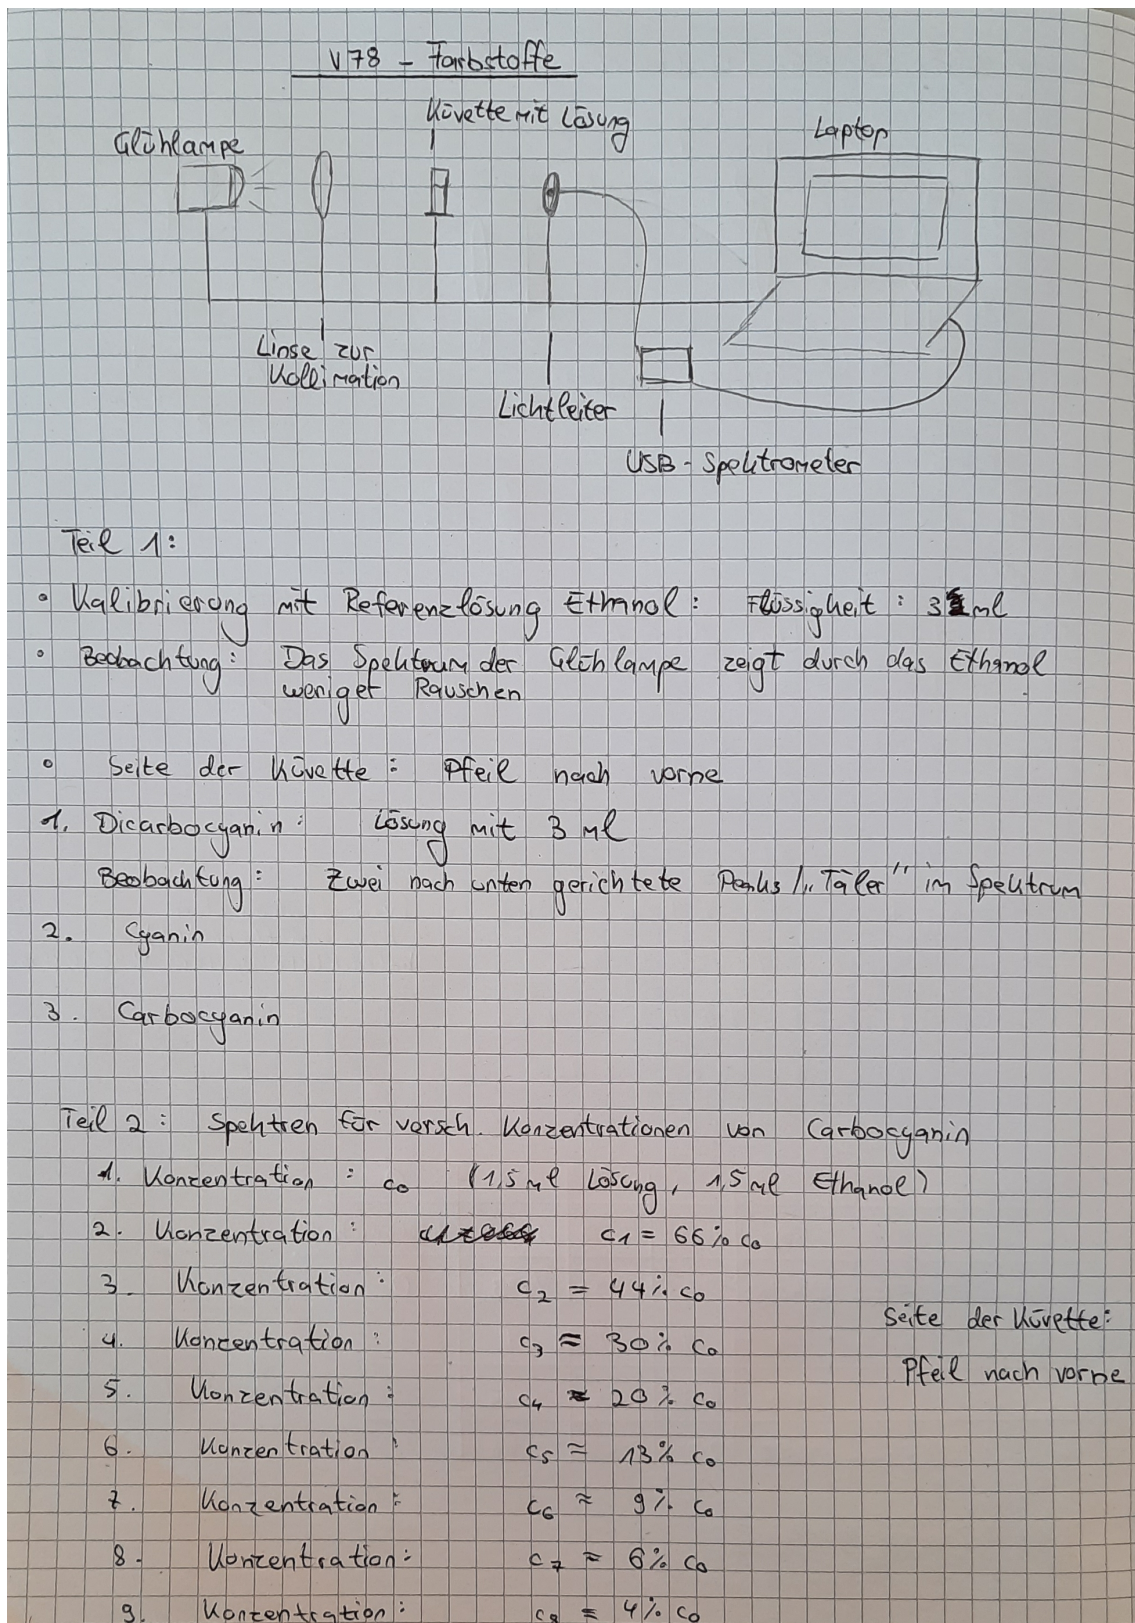 V78 - Farbstoffe
Küvette mit Lösung
Laptop
Glühlampe
Linse zur
Kollimation
Lichtleiter
USB-Spektrometer
Teil 1:
• Kalibrierung mit Referenzlösung Ethanol: Flüssigkeit: 3 ml
• Beobachtung: Das Spektrum der Glühlampe zeigt durch das Ethanol
weniger Rauschen
• Seite der Küvette: Pfeil nach vorne
1. Dicarbocyanin: Lösung mit 3 ml
Beobachtung: Zwei nach unten gerichtete Peaks/„Täler" im Spektrum
2. Cyanin
3. Carbocyanin
Teil 2: Spektren für versch. Konzentrationen von Carbocyanin
1. Konzentration: c₀ (1,5 ml Lösung, 1,5 ml Ethanol)
2. Konzentration: c₁ = 66% c₀
3. Konzentration: c₂ = 44% c₀
Seite der Küvette:
4. Konzentration: c₃ ≈ 30% c₀
Pfeil nach vorne
5. Konzentration: c₄ ≈ 20% c₀
6. Konzentration: c₅ ≈ 13% c₀
7. Konzentration: c₆ ≈ 9% c₀
8. Konzentration: c₇ ≈ 6% c₀
9. Konzentration: c₈ ≈ 4% c₀